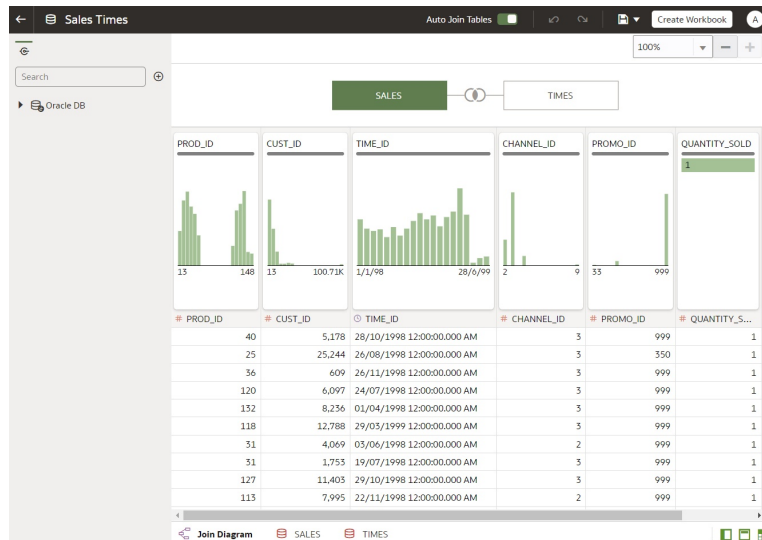 Sales Times
Auto Join Tables
Create Workbook
A
100%
Search
Oracle DB
SALES
TIMES
PROD_ID CUST_ID TIME_ID CHANNEL_ID PROMO_ID QUANTITY_SOLD
1
13 148 13 100.71K 1/1/98 28/6/99 2 9 33 999
# PROD_ID # CUST_ID TIME_ID # CHANNEL_ID # PROMO_ID # QUANTITY_S...
40 5,178 28/10/1998 12:00:00.000 AM 3 999 1
25 25,244 26/08/1998 12:00:00.000 AM 3 350 1
36 609 26/11/1998 12:00:00.000 AM 3 999 1
120 6,097 24/07/1998 12:00:00.000 AM 3 999 1
132 8,236 01/04/1998 12:00:00.000 AM 3 999 1
118 12,788 29/03/1999 12:00:00.000 AM 3 999 1
31 4,069 03/06/1998 12:00:00.000 AM 2 999 1
31 1,753 19/07/1998 12:00:00.000 AM 3 999 1
127 11,403 29/10/1998 12:00:00.000 AM 3 999 1
113 7,995 22/11/1998 12:00:00.000 AM 2 999 1
Join Diagram SALES TIMES